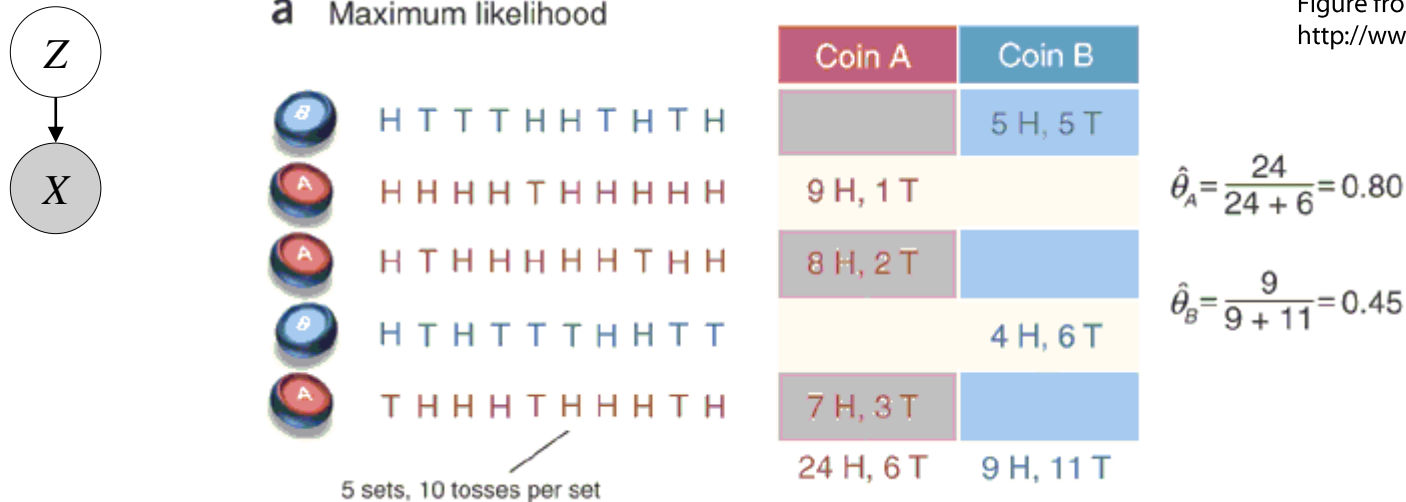 a Maximum likelihood
Figure fro
http://ww
Z
X
Coin A Coin B
B H T T T H H T H T H 5 H, 5 T
A H H H H T H H H H H 9 H, 1 T
A H T H H H H H T H H 8 H, 2 T
B H T H T T T H H T T 4 H, 6 T
A T H H H T H H H T H 7 H, 3 T
24 H, 6 T 9 H, 11 T
5 sets, 10 tosses per set
θ̂_A = 24 / (24 + 6) = 0.80
θ̂_B = 9 / (9 + 11) = 0.45